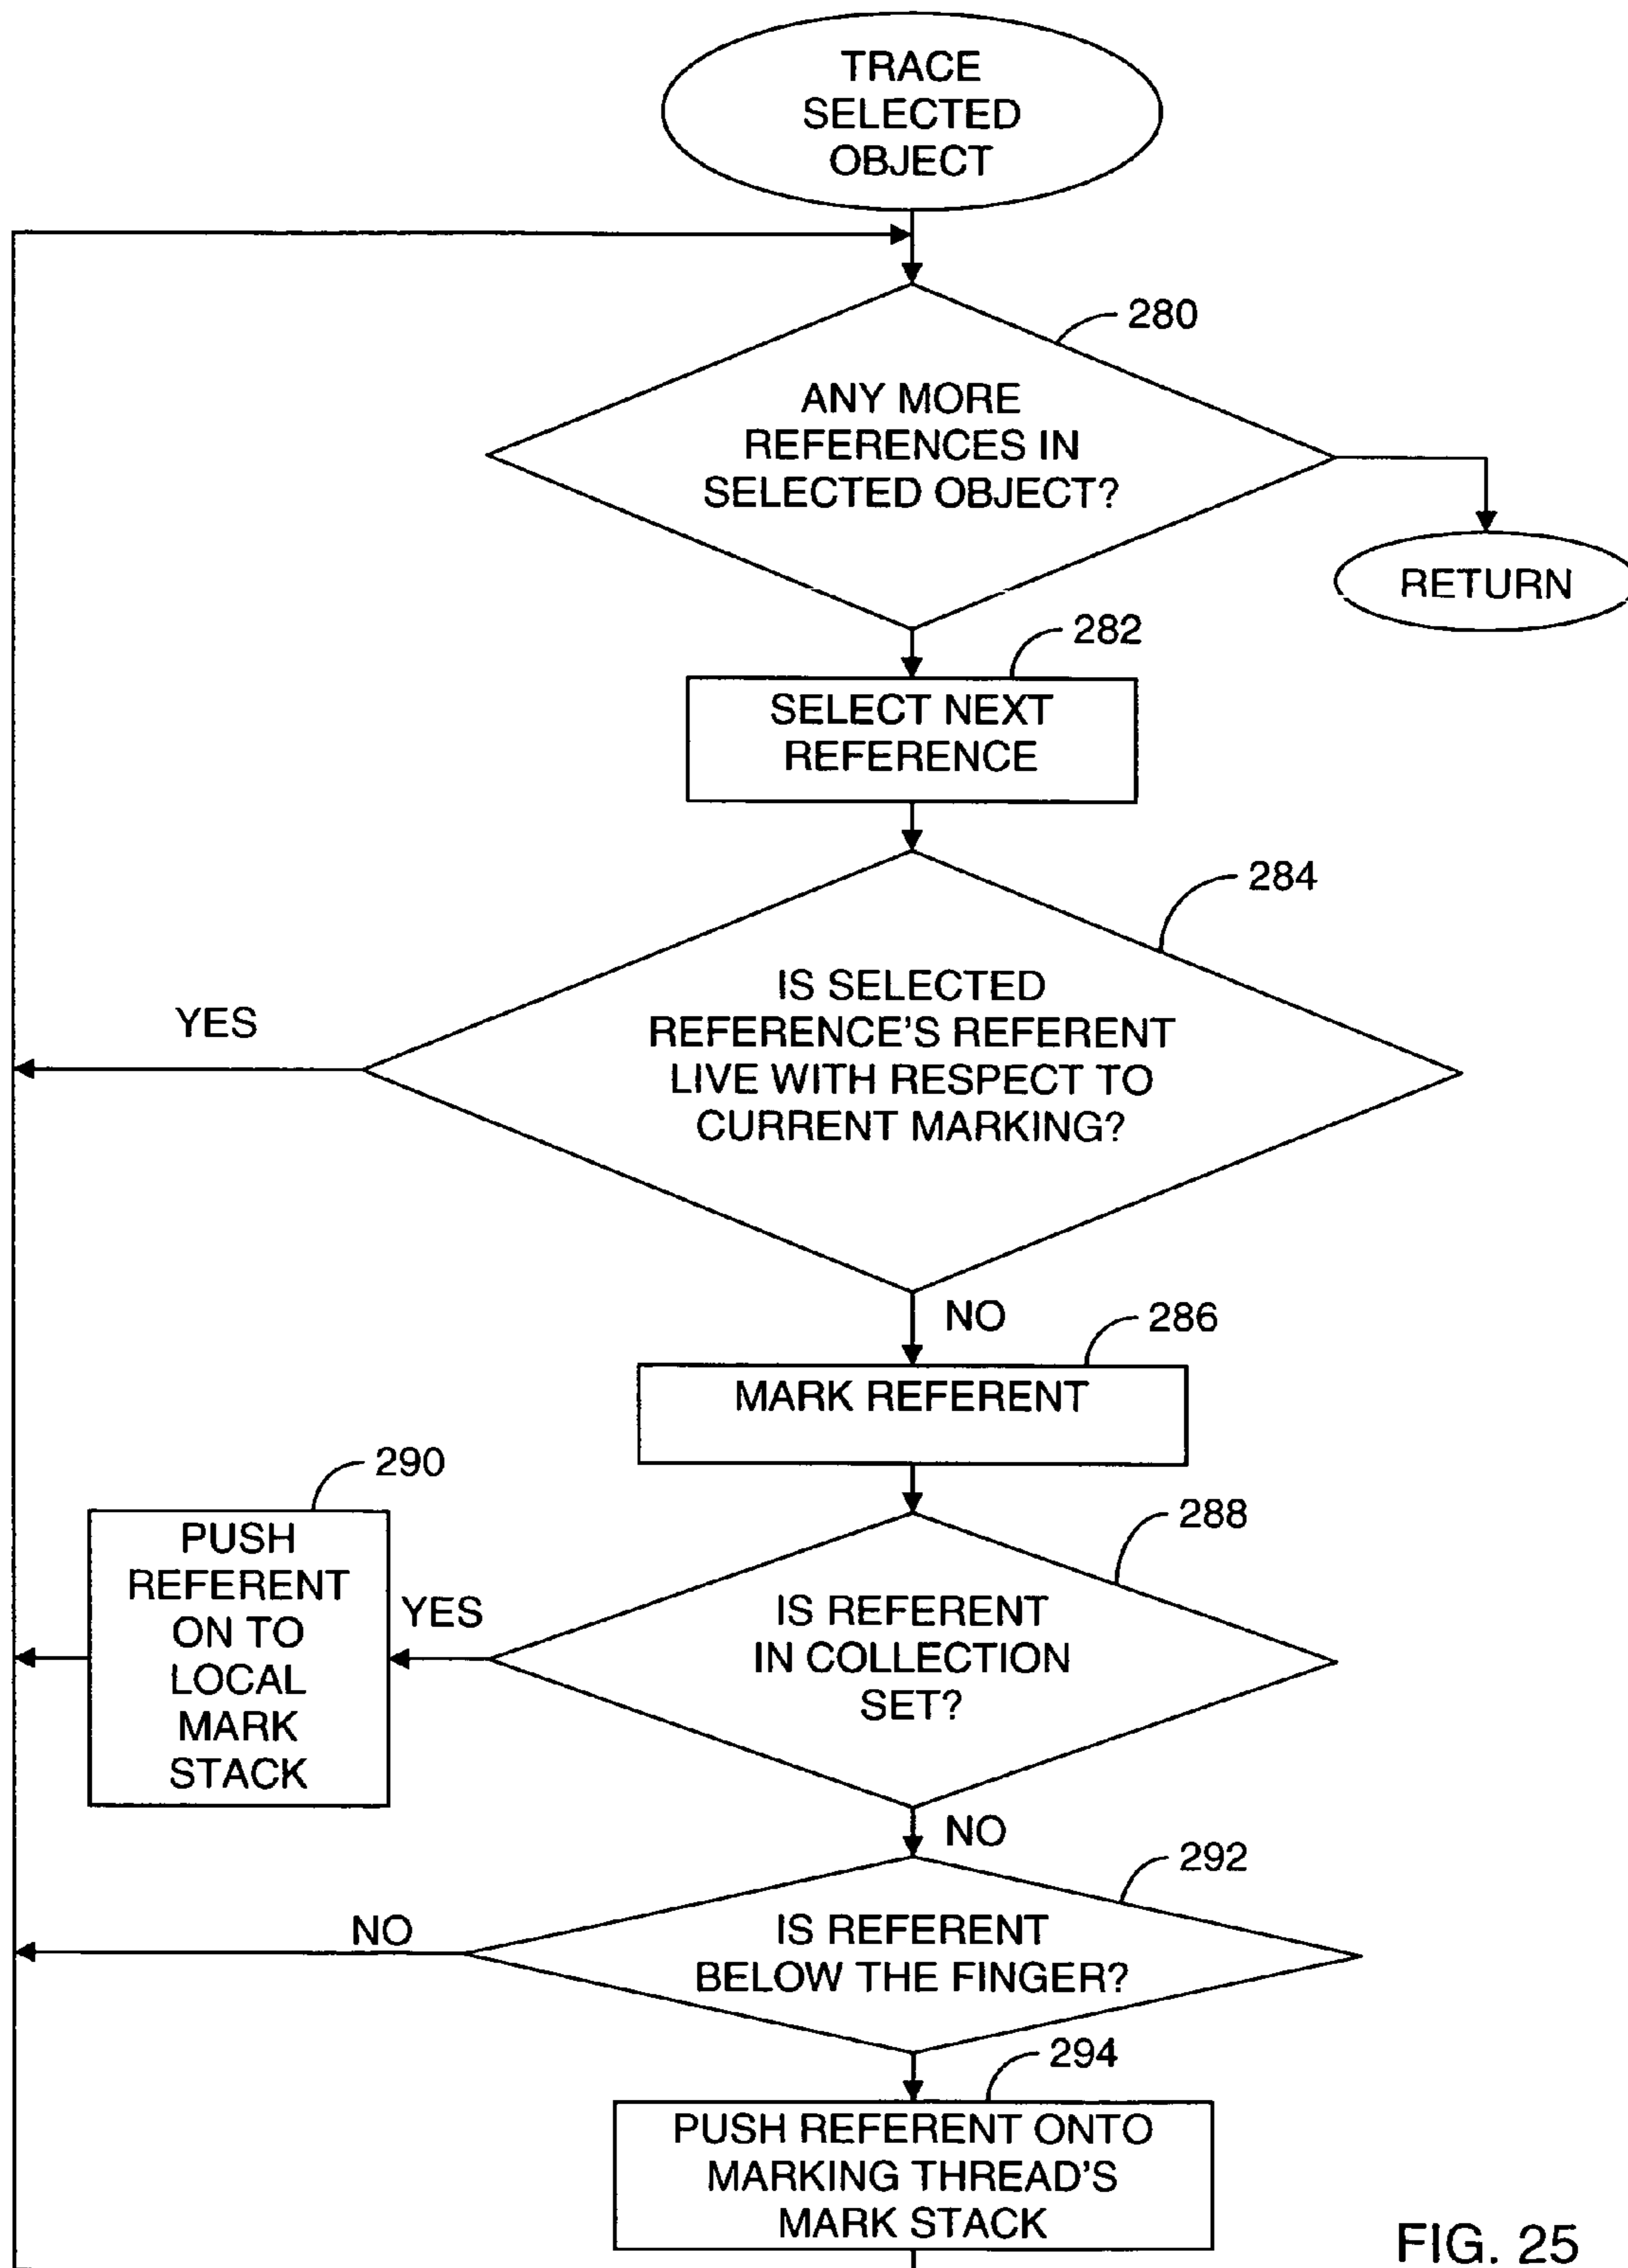 TRACE
SELECTED
OBJECT
280
ANY MORE
REFERENCES IN
SELECTED OBJECT?
RETURN
282
SELECT NEXT
REFERENCE
284
IS SELECTED
REFERENCE'S REFERENT
LIVE WITH RESPECT TO
CURRENT MARKING?
YES
NO
286
MARK REFERENT
290
PUSH
REFERENT
ON TO
LOCAL
MARK
STACK
YES
288
IS REFERENT
IN COLLECTION
SET?
NO
292
IS REFERENT
BELOW THE FINGER?
NO
294
PUSH REFERENT ONTO
MARKING THREAD'S
MARK STACK
FIG. 25